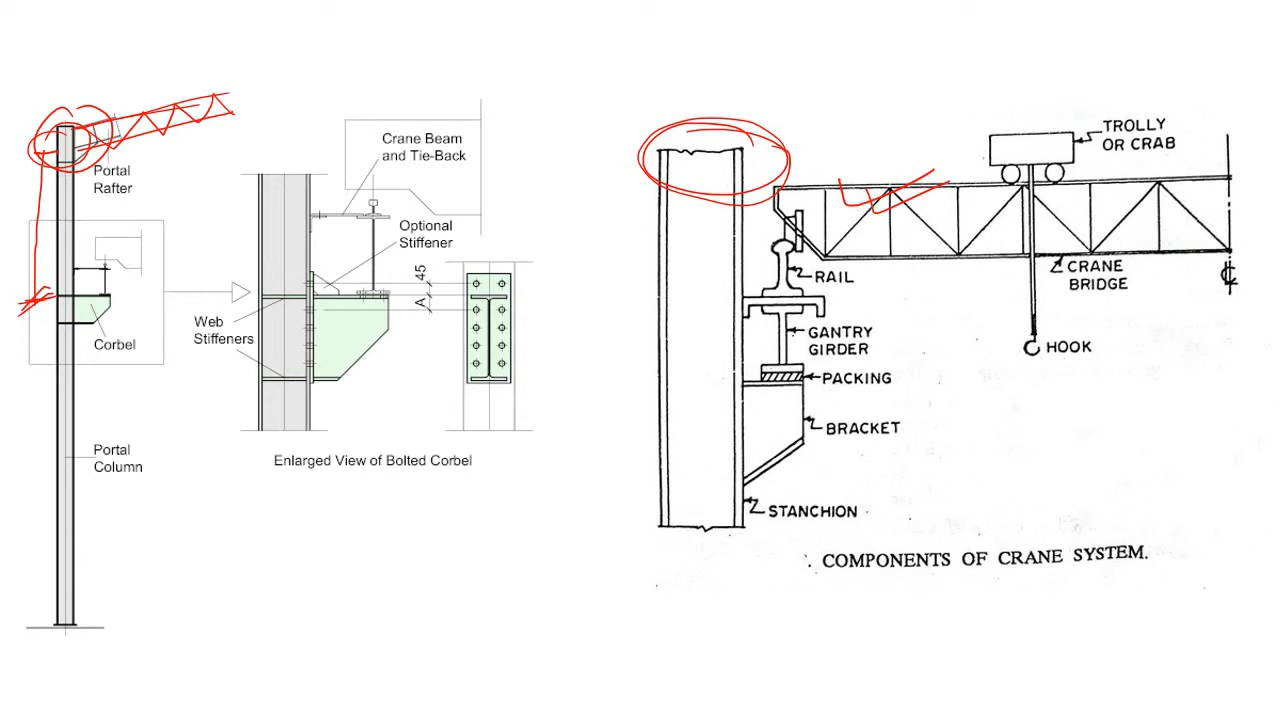 Portal
Rafter
Corbel
Portal
Column
Crane Beam
and Tie-Back
Optional
Stiffener
45
A
Web
Stiffeners
Enlarged View of Bolted Corbel
TROLLY
OR CRAB
RAIL
CRANE
BRIDGE
GANTRY
GIRDER
HOOK
PACKING
BRACKET
STANCHION
COMPONENTS OF CRANE SYSTEM.